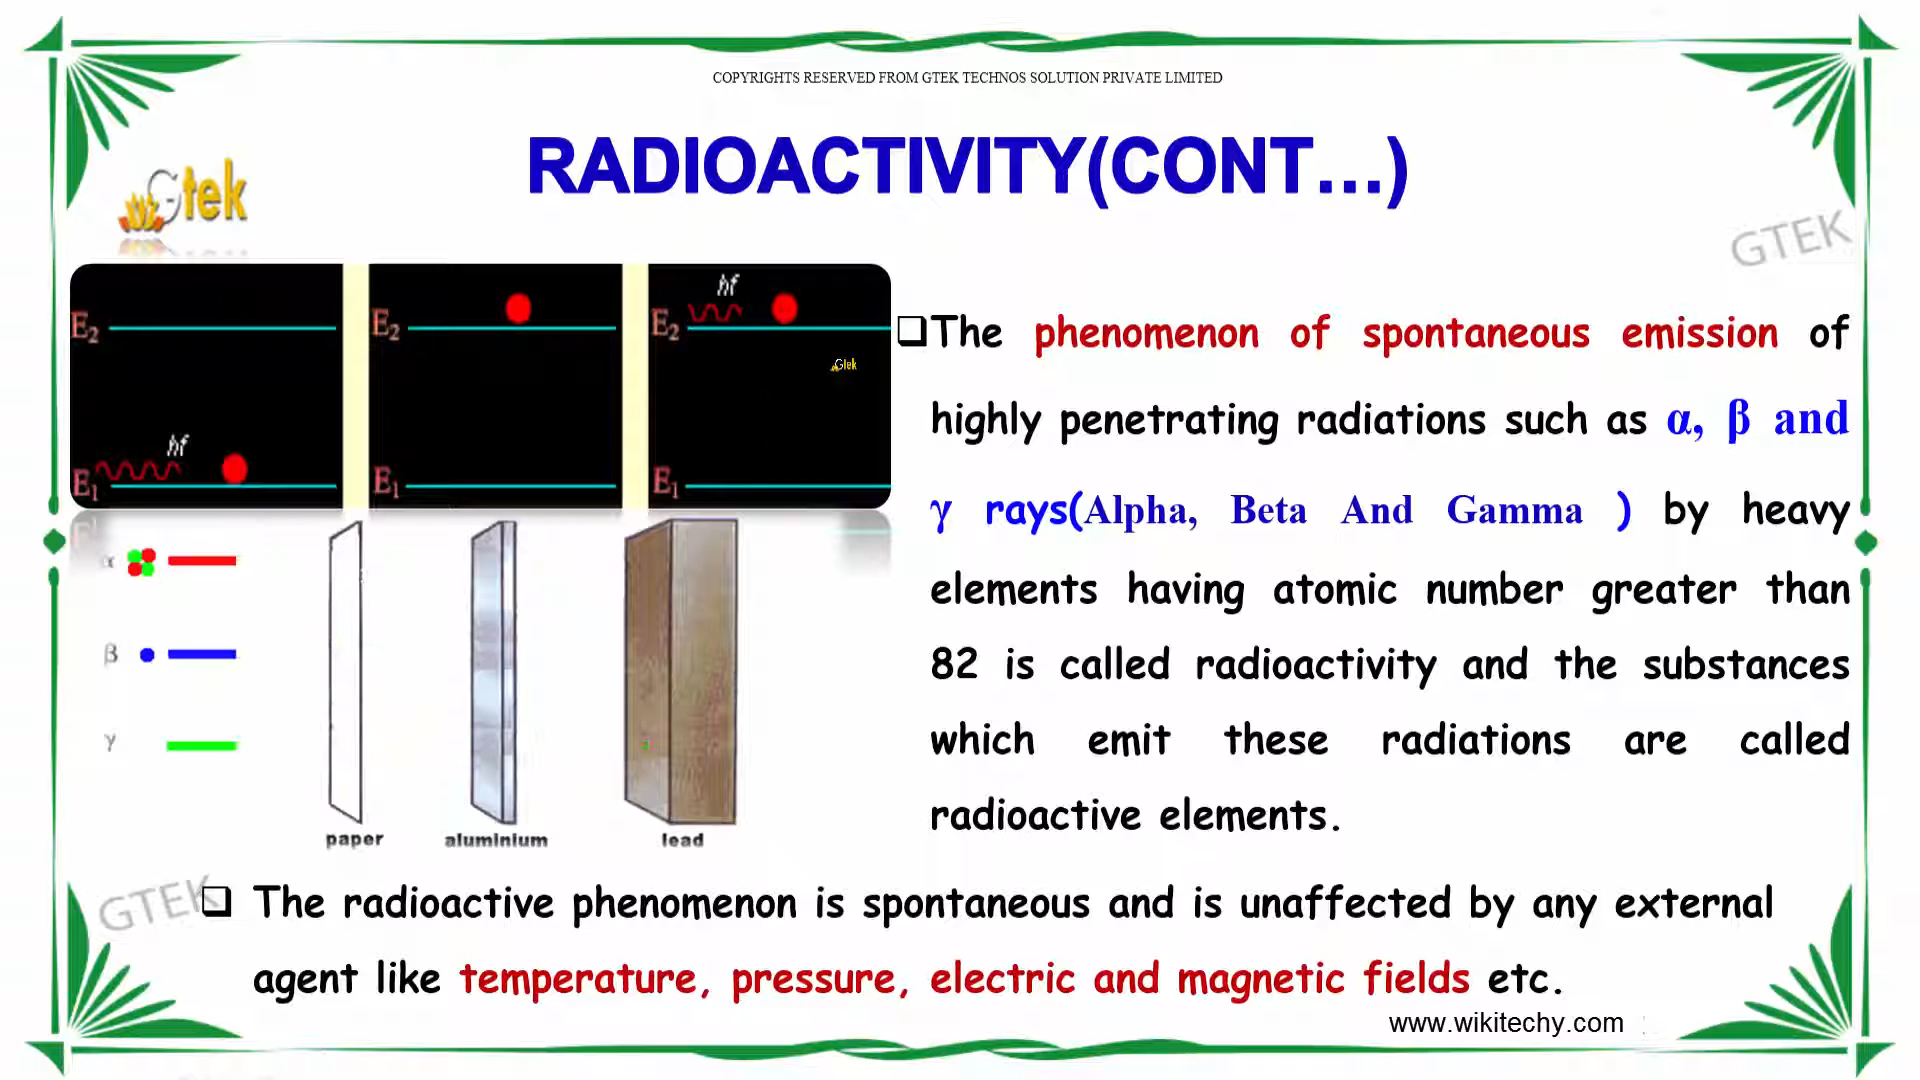 COPYRIGHTS RESERVED FROM GTEK TECHNOS SOLUTION PRIVATE LIMITED
RADIOACTIVITY(CONT...)
Gtek
GTEK
hf
E2
E2
E2
Gtek
hf
E1
E1
E1
α
β
γ
paper
aluminium
lead
❑The phenomenon of spontaneous emission of
highly penetrating radiations such as α, β and
γ rays(Alpha, Beta And Gamma ) by heavy
elements having atomic number greater than
82 is called radioactivity and the substances
which emit these radiations are called
radioactive elements.
GTEK
❑ The radioactive phenomenon is spontaneous and is unaffected by any external
agent like temperature, pressure, electric and magnetic fields etc.
www.wikitechy.com